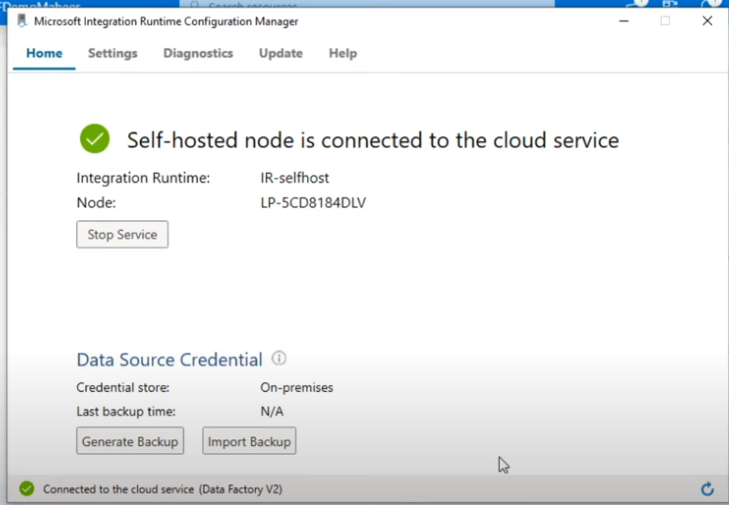 Search resources
Microsoft Integration Runtime Configuration Manager
Home Settings Diagnostics Update Help
Self-hosted node is connected to the cloud service
Integration Runtime: IR-selfhost
Node: LP-5CD8184DLV
Stop Service
Data Source Credential
Credential store: On-premises
Last backup time: N/A
Generate Backup Import Backup
Connected to the cloud service (Data Factory V2)